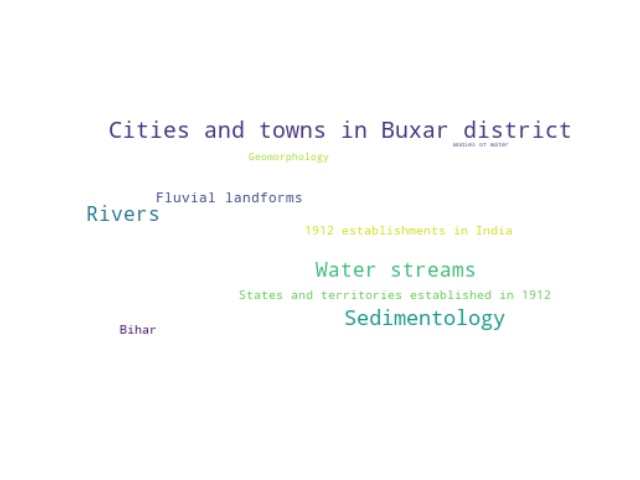 Cities and towns in Buxar district
Bodies of water
Geomorphology
Fluvial landforms
Rivers
1912 establishments in India
Water streams
States and territories established in 1912
Sedimentology
Bihar